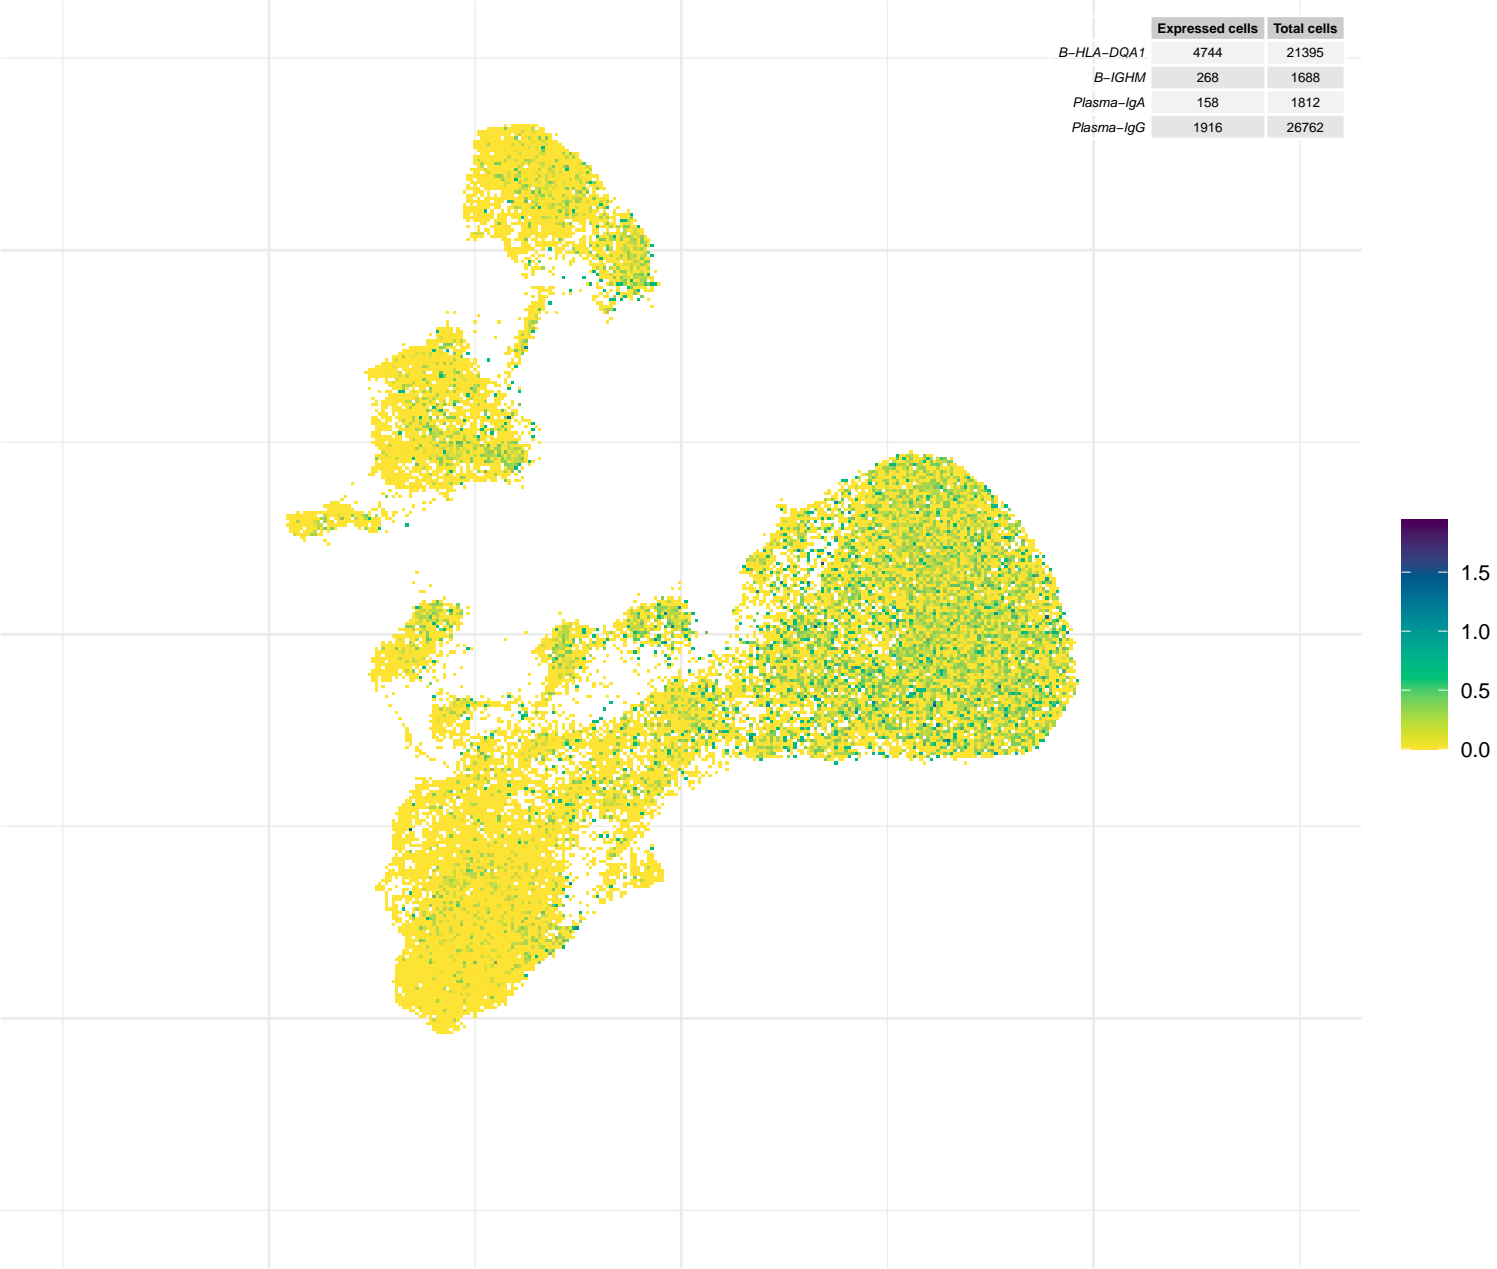 Expressed cells Total cells
B−HLA−DQA1 4744 21395
B−IGHM 268 1688
Plasma−IgA 158 1812
Plasma−IgG 1916 26762
1.5
1.0
0.5
0.0